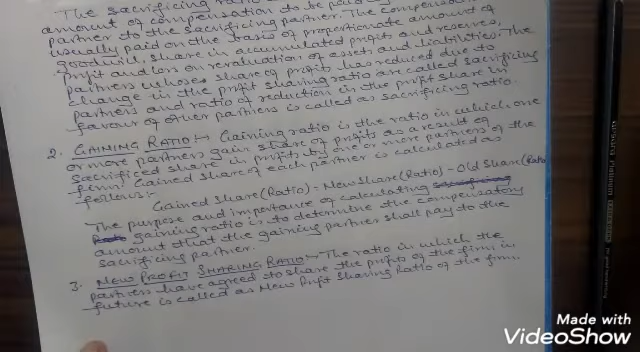 The sacrificing ratio
amount of compensation to be paid
partner to the sacrificing partner. The compensation
usually paid on the basis of proportionate amount of
goodwill, share in accumulated profits and reserves,
profit and loss on revaluation of assets and liabilities. The
partners whose share of profit has reduced due to
change in the profit sharing ratio are called sacrificing
partners and ratio of reduction in the profit share in
favour of other partners is called as sacrificing ratio.
2. GAINING RATIO:- Gaining ratio is the ratio in which one
or more partners gain share of profits as a result of
sacrificed share in profits by one or more partners of the
firm. Gained share of each partner is calculated as
follows:-
Gained Share (Ratio) = New Share (Ratio) - Old Share (Ratio
The purpose and importance of calculating
gaining ratio is to determine the compensatory
amount that the gaining partner shall pay to the
sacrificing partner.
3. NEW PROFIT SHARING RATIO:- The ratio in which the
partners have agreed to share the profits of the firm in
future is called as New Profit Sharing Ratio of the firm.
Made with
VideoShow